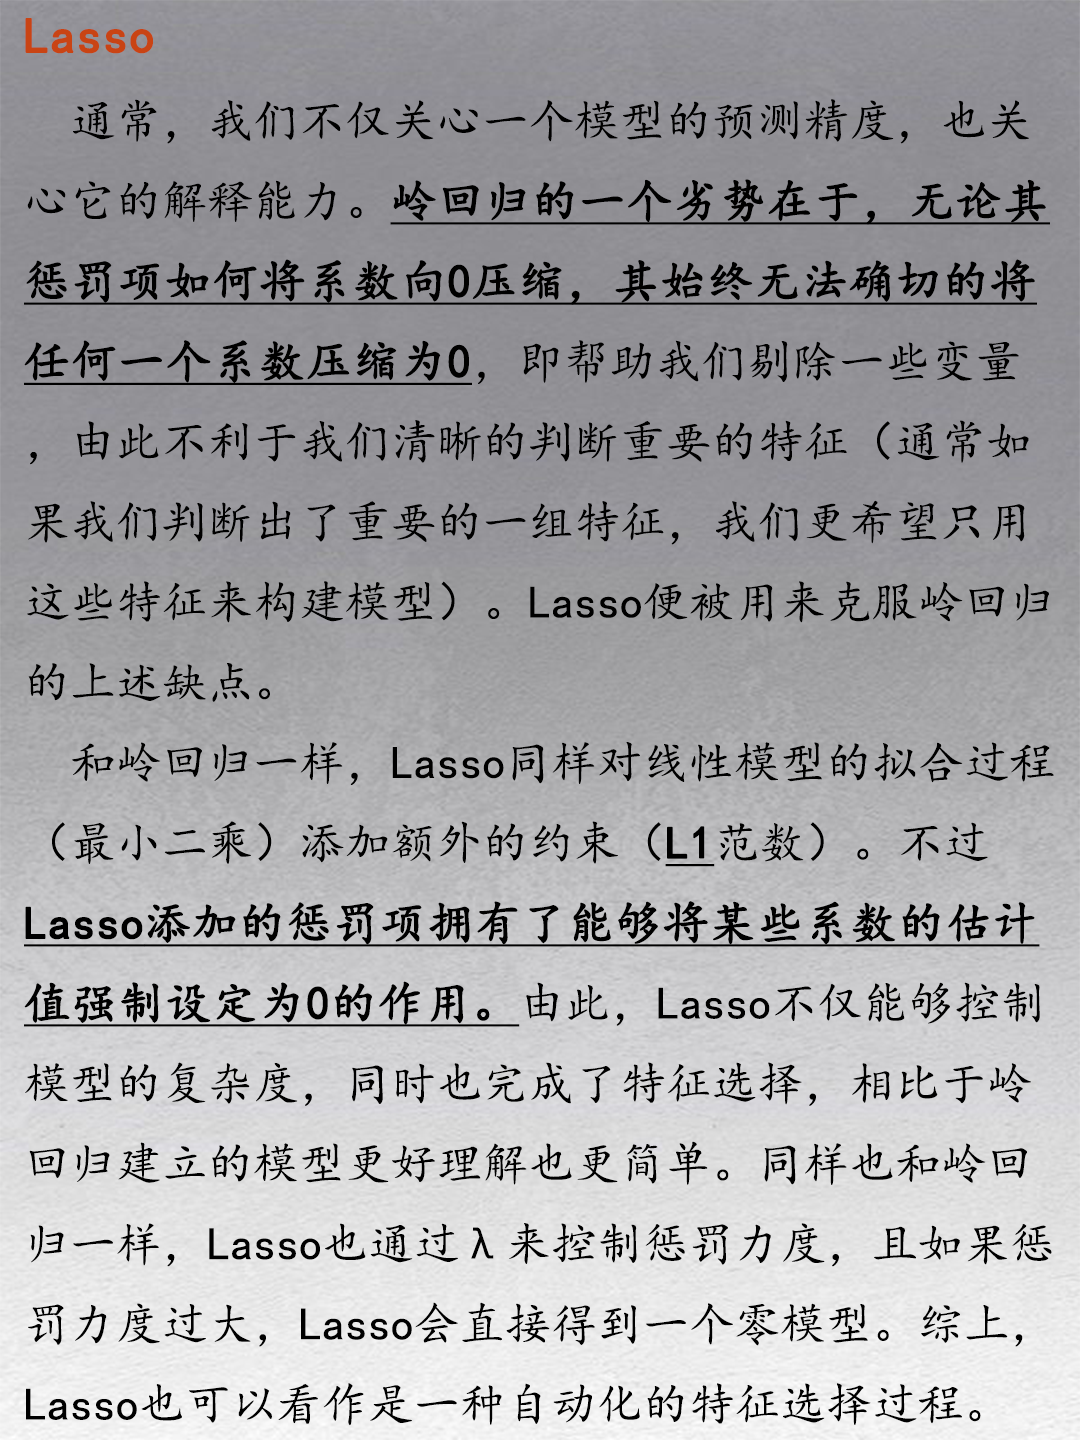 Lasso
通常，我们不仅关心一个模型的预测精度，也关
心它的解释能力。岭回归的一个劣势在于，无论其
惩罚项如何将系数向0压缩，其始终无法确切的将
任何一个系数压缩为0，即帮助我们剔除一些变量
，由此不利于我们清晰的判断重要的特征（通常如
果我们判断出了重要的一组特征，我们更希望只用
这些特征来构建模型）。Lasso便被用来克服岭回归
的上述缺点。
和岭回归一样，Lasso同样对线性模型的拟合过程
（最小二乘）添加额外的约束（L1范数）。不过
Lasso添加的惩罚项拥有了能够将某些系数的估计
值强制设定为0的作用。由此，Lasso不仅能够控制
模型的复杂度，同时也完成了特征选择，相比于岭
回归建立的模型更好理解也更简单。同样也和岭回
归一样，Lasso也通过λ来控制惩罚力度，且如果惩
罚力度过大，Lasso会直接得到一个零模型。综上，
Lasso也可以看作是一种自动化的特征选择过程。